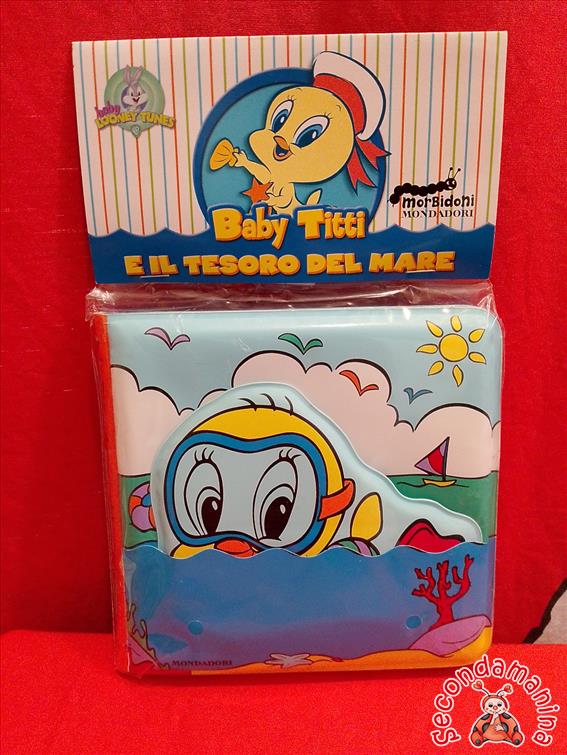 baby
LOONEY TUNES
morbidoni
MONDADORI
Baby Titti
E IL TESORO DEL MARE
MONDADORI
secondamanina